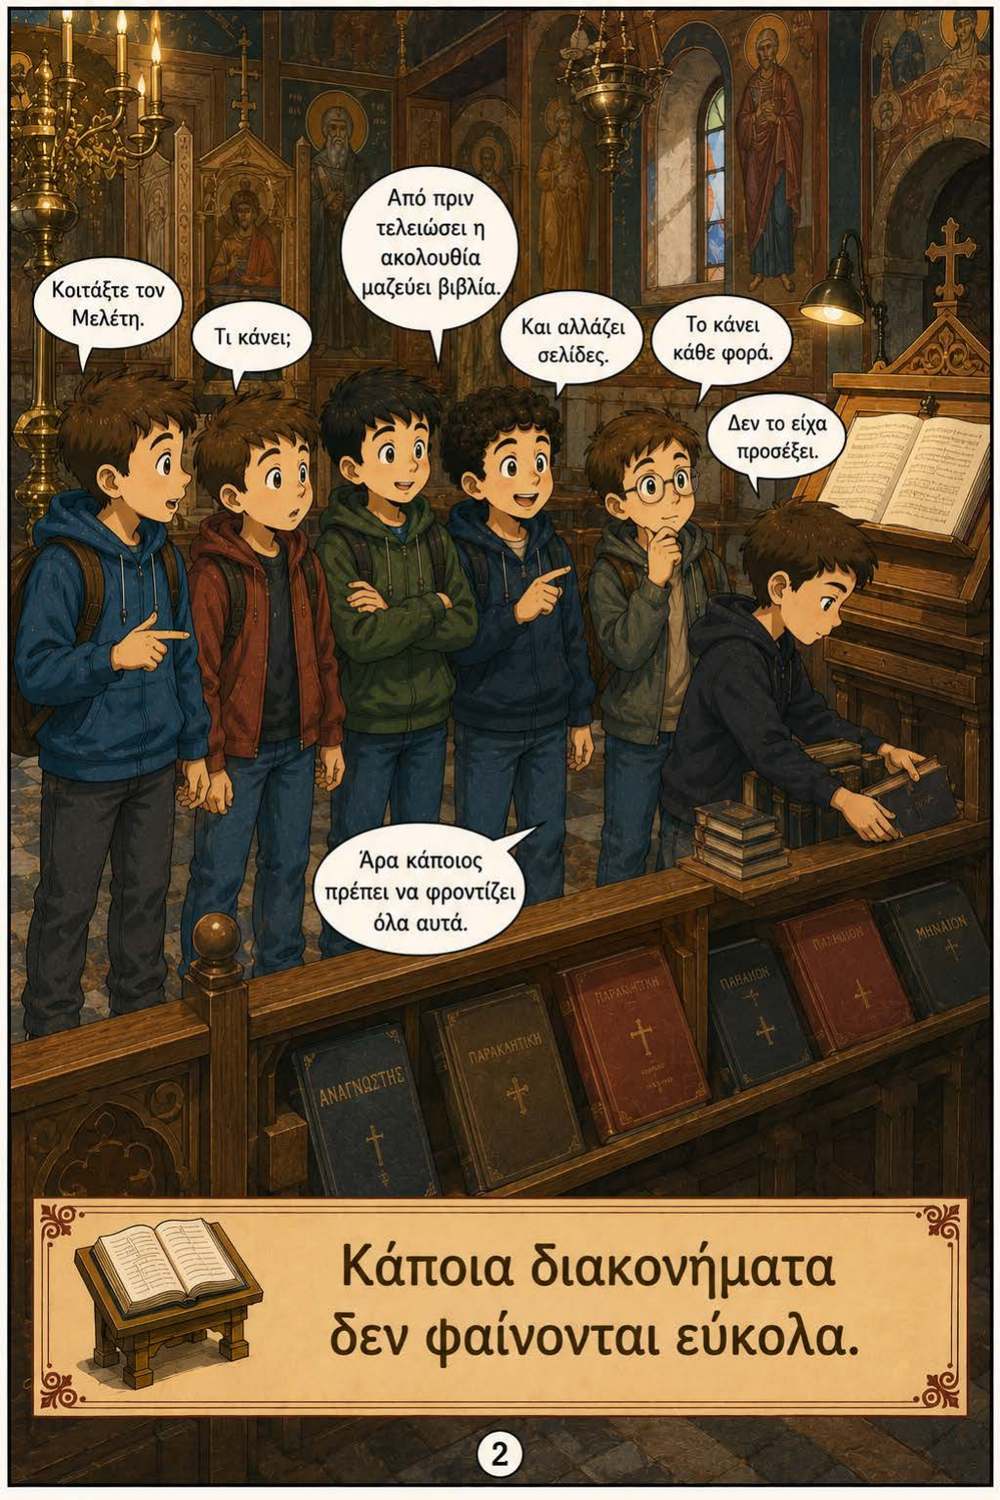 Από πριν
τελειώσει η
ακολουθία
μαζεύει βιβλία.
Κοιτάξτε τον
Μελέτη.
Τι κάνει;
Και αλλάζει
σελίδες.
Το κάνει
κάθε φορά.
Δεν το είχα
προσέξει.
Άρα κάποιος
πρέπει να φροντίζει
όλα αυτά.
ΑΝΑΓΝΩΣΤΗΣ
ΠΑΡΑΚΛΗΤΙΚΗ
ΜΗΝΑΙΟΝ
Κάποια διακονήματα
δεν φαίνονται εύκολα.
2